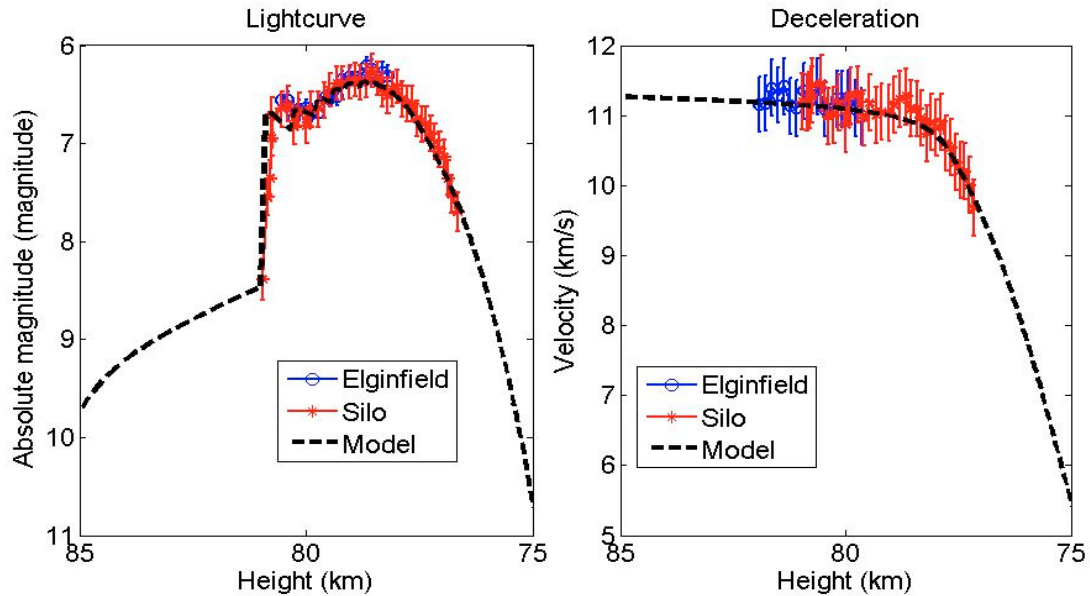 Lightcurve
6
7
8
9
10
11
Absolute magnitude (magnitude)
Elginfield
Silo
Model
85
80
75
Height (km)
Deceleration
12
11
10
9
8
7
6
5
Velocity (km/s)
Elginfield
Silo
Model
85
80
75
Height (km)